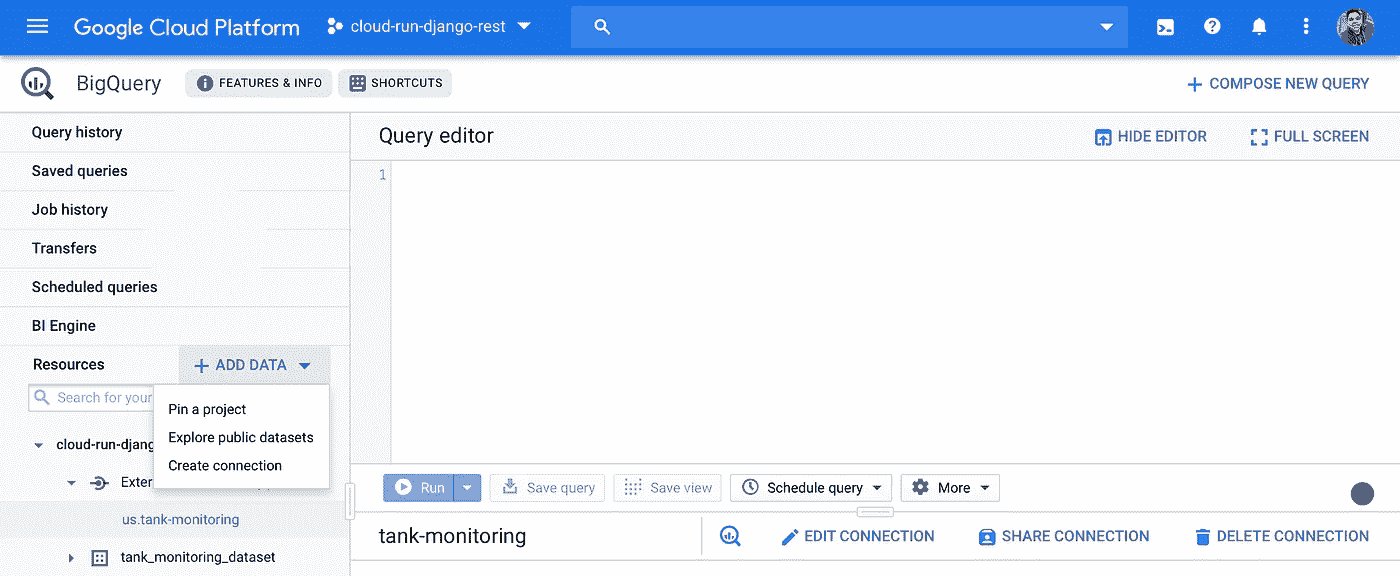 Google Cloud Platform
cloud-run-django-rest
BigQuery
FEATURES & INFO
SHORTCUTS
COMPOSE NEW QUERY
Query history
Saved queries
Job history
Transfers
Scheduled queries
BI Engine
Resources
ADD DATA
Search for your
Pin a project
Explore public datasets
Create connection
cloud-run-djang
Exter
us.tank-monitoring
tank_monitoring_dataset
Query editor
HIDE EDITOR
FULL SCREEN
1
Run
Save query
Save view
Schedule query
More
tank-monitoring
EDIT CONNECTION
SHARE CONNECTION
DELETE CONNECTION